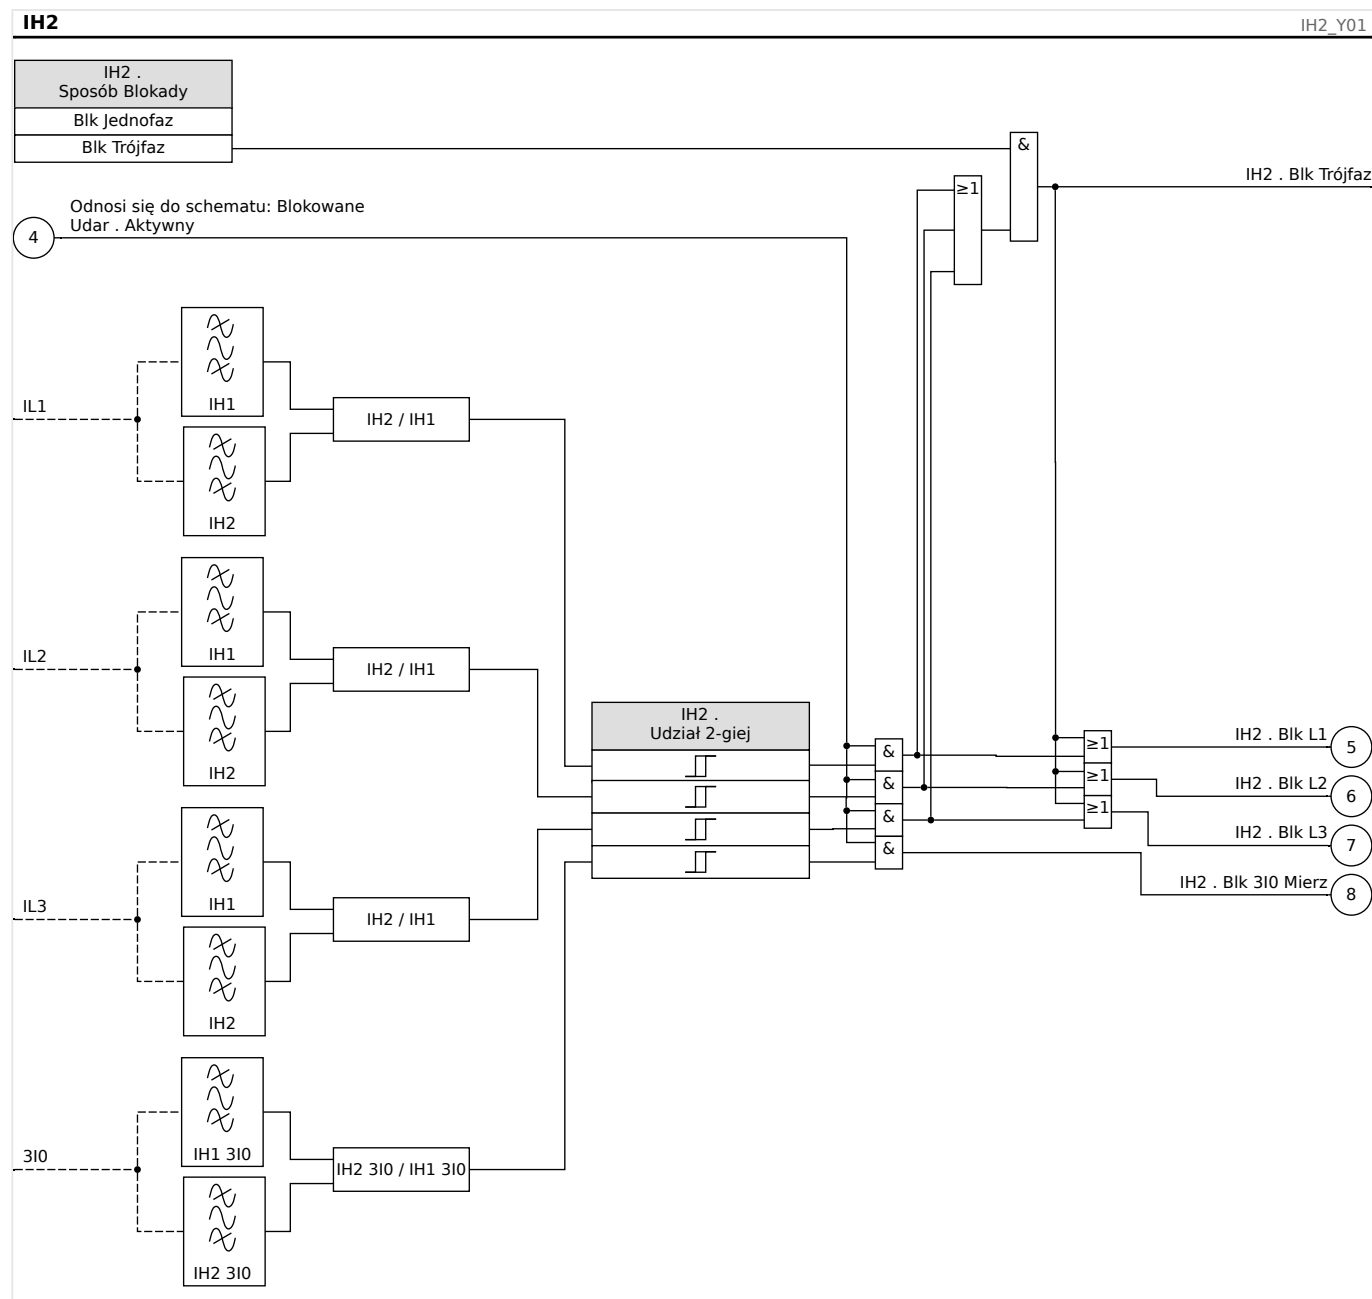 IH2
IH2_Y01
IH2 .
Sposób Blokady
Blk Jednofaz
Blk Trójfaz
&
≥1
IH2 . Blk Trójfaz
Odnosi się do schematu: Blokowane
Udar . Aktywny
4
IH1
IL1
IH2 / IH1
IH2
IH1
IL2
IH2 / IH1
IH2
IH2 .
Udział 2-giej
&
&
&
&
≥1
≥1
≥1
IH2 . Blk L1
5
IH2 . Blk L2
6
IH2 . Blk L3
7
IH2 . Blk 3I0 Mierz
8
IH1
IL3
IH2 / IH1
IH2
IH1 3I0
3I0
IH2 3I0 / IH1 3I0
IH2 3I0